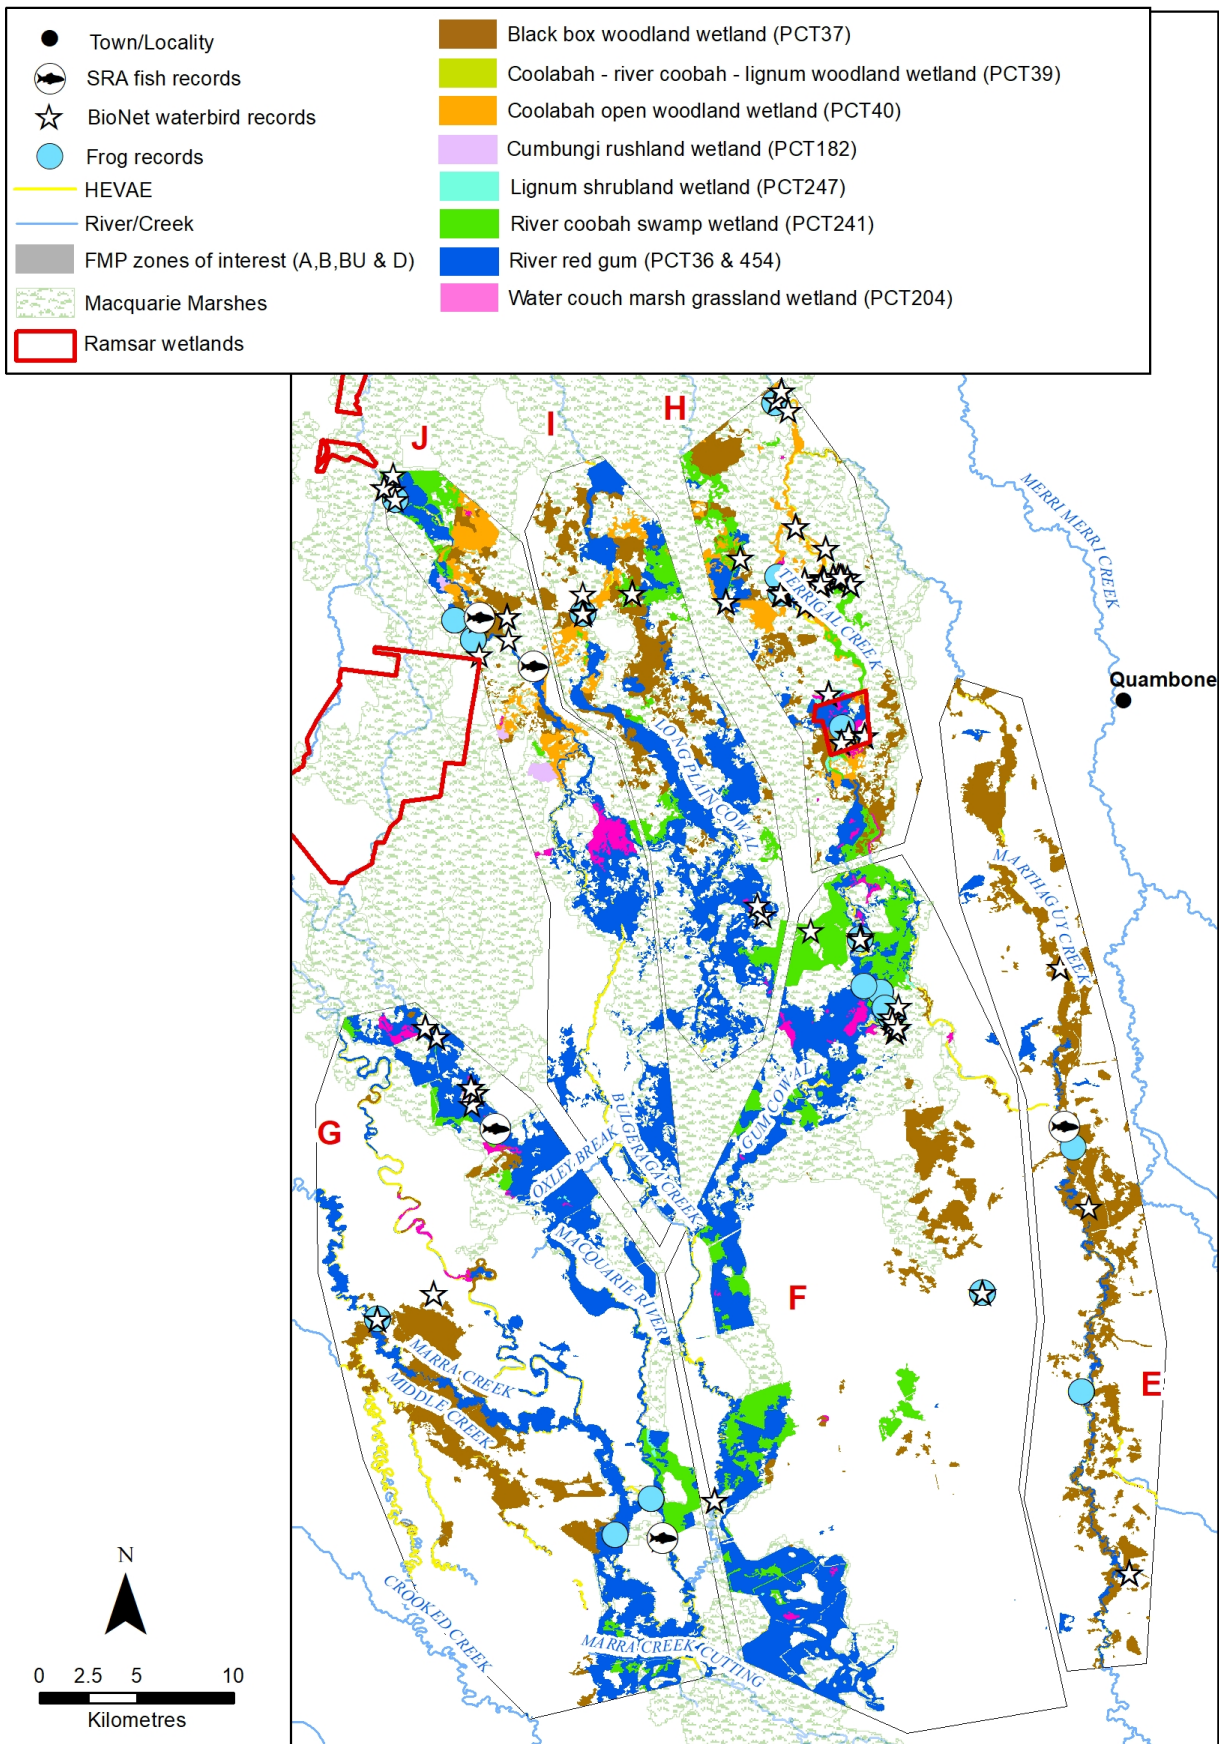 Town/Locality
SRA fish records
BioNet waterbird records
Frog records
HEVAE
River/Creek
FMP zones of interest (A,B,BU & D)
Macquarie Marshes
Ramsar wetlands
Black box woodland wetland (PCT37)
Coolabah - river coobah - lignum woodland wetland (PCT39)
Coolabah open woodland wetland (PCT40)
Cumbungi rushland wetland (PCT182)
Lignum shrubland wetland (PCT247)
River coobah swamp wetland (PCT241)
River red gum (PCT36 & 454)
Water couch marsh grassland wetland (PCT204)
H
I
J
MERRI MERRI CREEK
TERRIGAL CREEK
Quambone
LONG PLAIN COWAL
MARTHAGUY CREEK
GUM COWAL
BULGERAGA CREEK
G
OXLEY BREAK
MACQUARIE RIVER
F
MARRA CREEK
MIDDLE CREEK
E
N
CROOKED CREEK
MARRA CREEK CUTTING
0 2.5 5 10
Kilometres